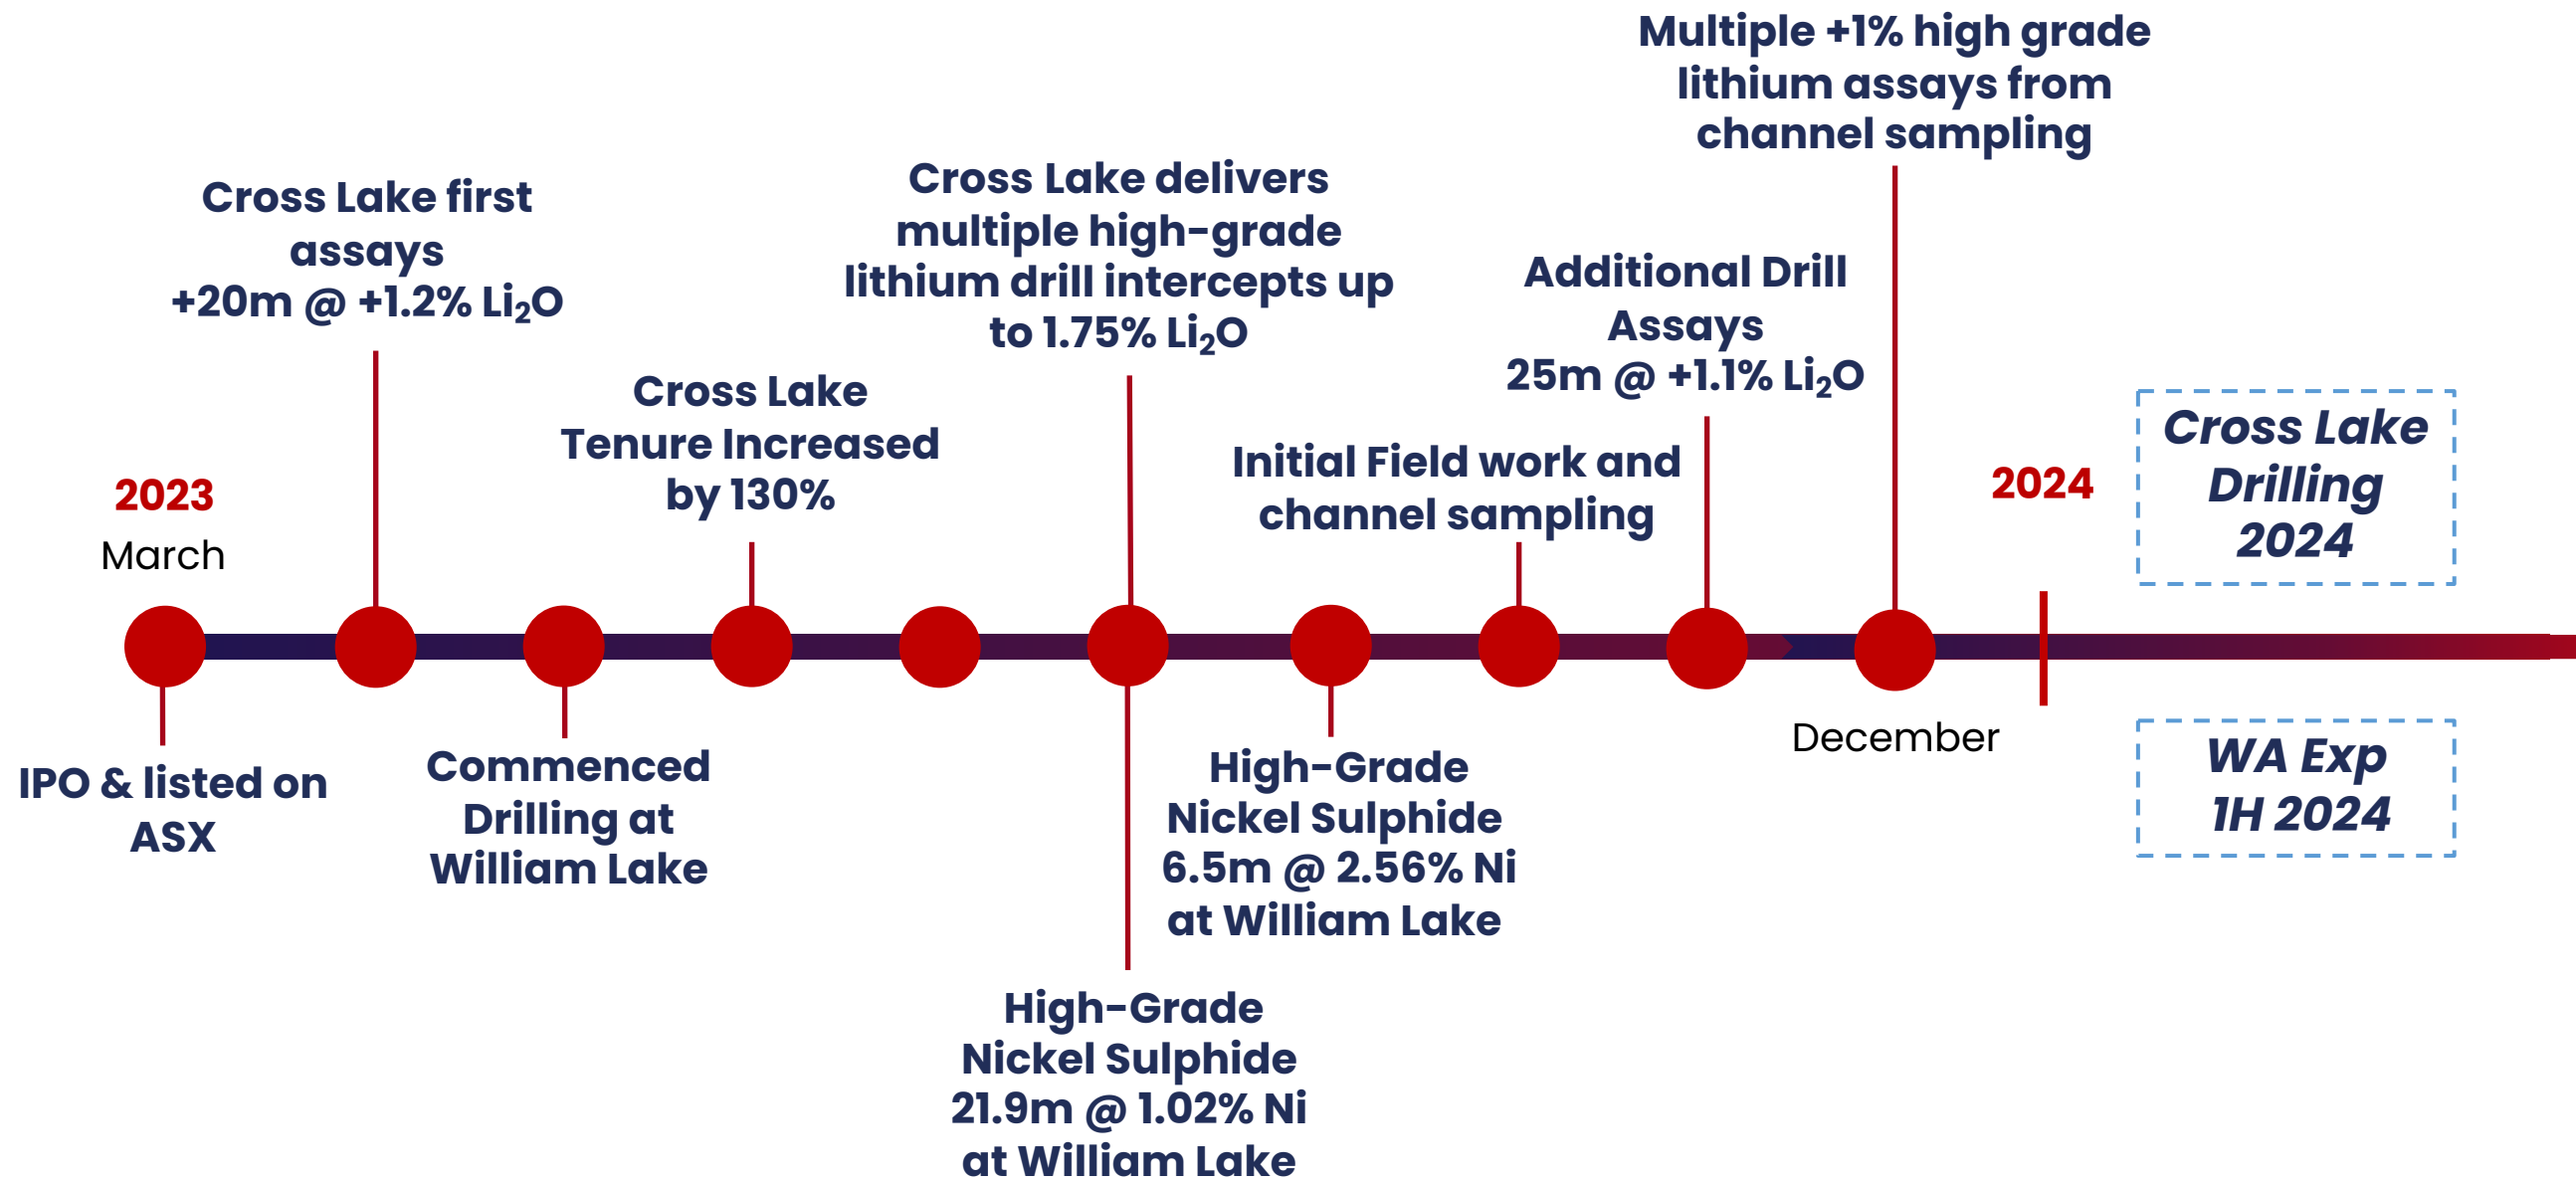 2023
March
IPO & listed on
ASX
Cross Lake first
assays
+20m @ +1.2% Li₂O
Commenced
Drilling at
William Lake
Cross Lake
Tenure Increased
by 130%
Cross Lake delivers
multiple high-grade
lithium drill intercepts up
to 1.75% Li₂O
High-Grade
Nickel Sulphide
21.9m @ 1.02% Ni
at William Lake
High-Grade
Nickel Sulphide
6.5m @ 2.56% Ni
at William Lake
Initial Field work and
channel sampling
Additional Drill
Assays
25m @ +1.1% Li₂O
Multiple +1% high grade
lithium assays from
channel sampling
December
2024
Cross Lake
Drilling
2024
WA Exp
1H 2024